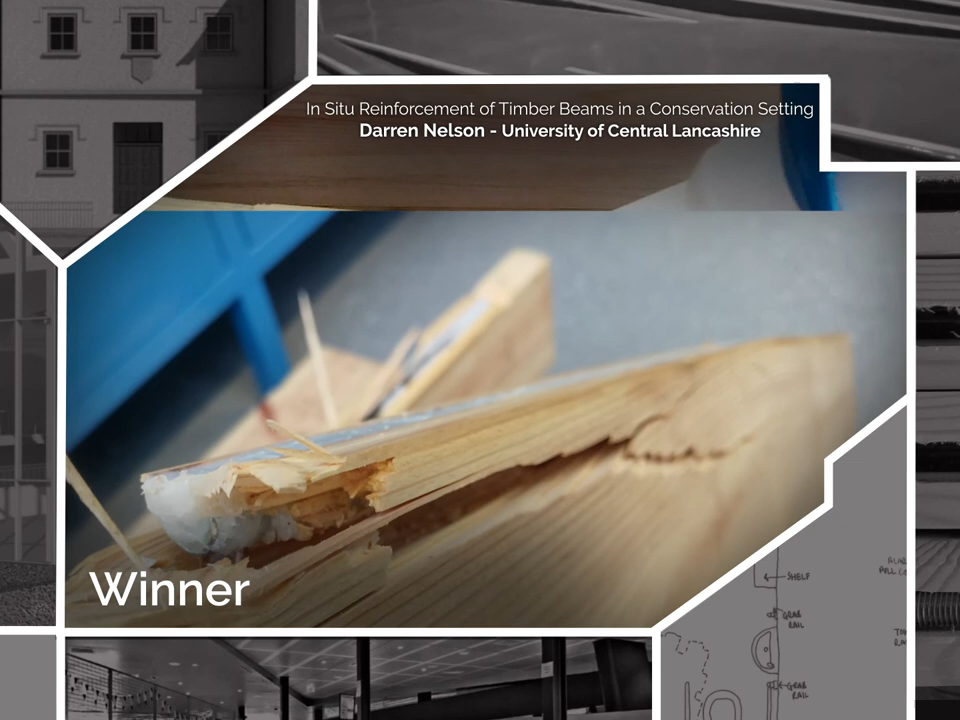 In Situ Reinforcement of Timber Beams in a Conservation Setting
Darren Nelson - University of Central Lancashire
Winner
SHELF
GRAB
RAIL
GRAB
RAIL